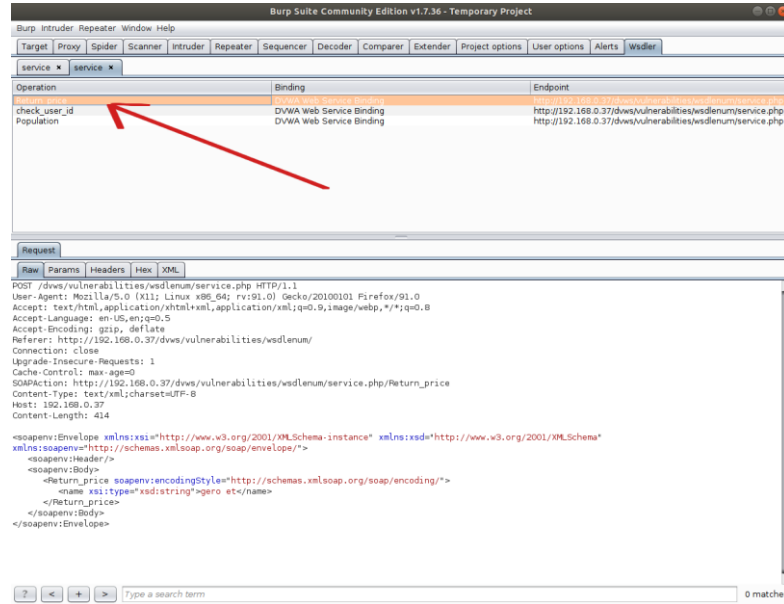 Burp Suite Community Edition v1.7.36 - Temporary Project
Burp Intruder Repeater Window Help
Target Proxy Spider Scanner Intruder Repeater Sequencer Decoder Comparer Extender Project options User options Alerts Wsdler
service × service ×
Operation Binding Endpoint
Return_price DVWA Web Service Binding http://192.168.0.37/dvws/vulnerabilities/wsdlenum/service.php
check_user_id DVWA Web Service Binding http://192.168.0.37/dvws/vulnerabilities/wsdlenum/service.php
Population DVWA Web Service Binding http://192.168.0.37/dvws/vulnerabilities/wsdlenum/service.php
Request
Raw Params Headers Hex XML
POST /dvws/vulnerabilities/wsdlenum/service.php HTTP/1.1
User-Agent: Mozilla/5.0 (X11; Linux x86_64; rv:91.0) Gecko/20100101 Firefox/91.0
Accept: text/html,application/xhtml+xml,application/xml;q=0.9,image/webp,*/*;q=0.8
Accept-Language: en-US,en;q=0.5
Accept-Encoding: gzip, deflate
Referer: http://192.168.0.37/dvws/vulnerabilities/wsdlenum/
Connection: close
Upgrade-Insecure-Requests: 1
Cache-Control: max-age=0
SOAPAction: http://192.168.0.37/dvws/vulnerabilities/wsdlenum/service.php/Return_price
Content-Type: text/xml;charset=UTF-8
Host: 192.168.0.37
Content-Length: 414
<soapenv:Envelope xmlns:xsi="http://www.w3.org/2001/XMLSchema-instance" xmlns:xsd="http://www.w3.org/2001/XMLSchema"
xmlns:soapenv="http://schemas.xmlsoap.org/soap/envelope/">
<soapenv:Header/>
<soapenv:Body>
<Return_price soapenv:encodingStyle="http://schemas.xmlsoap.org/soap/encoding/">
<name xsi:type="xsd:string">gero et</name>
</Return_price>
</soapenv:Body>
</soapenv:Envelope>
? < + > Type a search term 0 matche